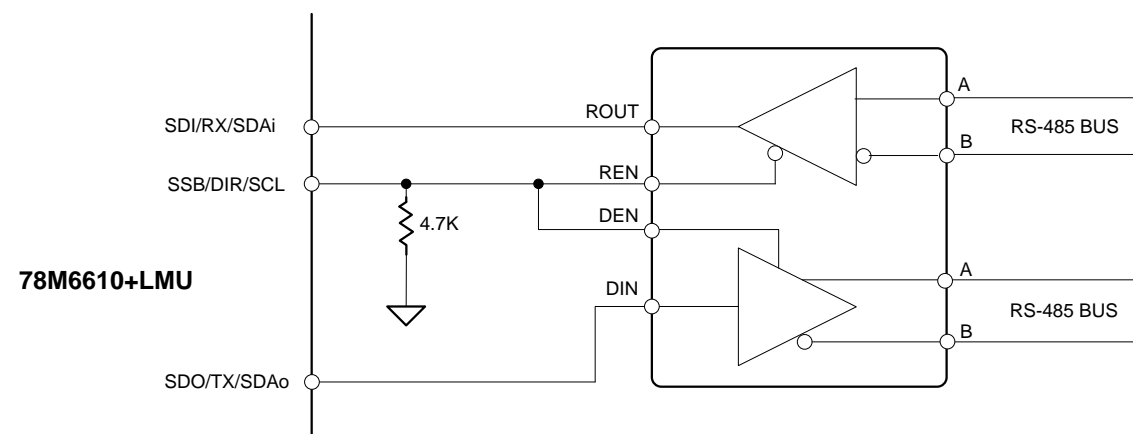 A
ROUT
SDI/RX/SDAi
RS-485 BUS
B
REN
SSB/DIR/SCL
DEN
4.7K
78M6610+LMU
A
DIN
RS-485 BUS
B
SDO/TX/SDAo